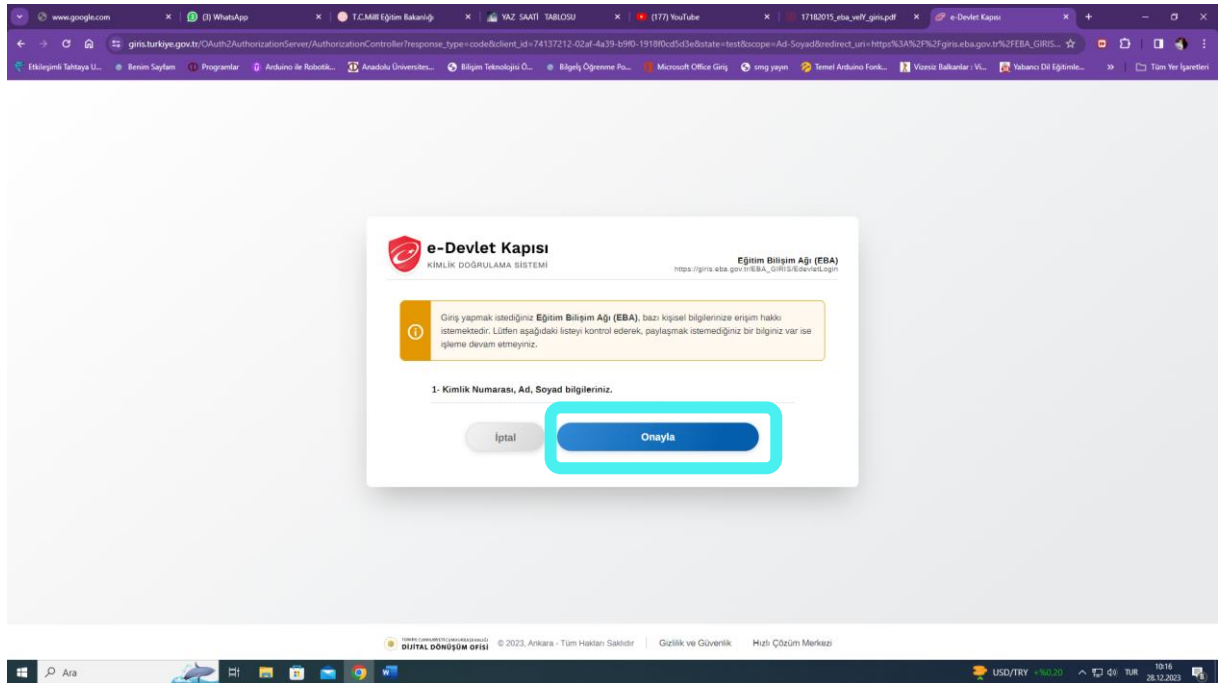 www.google.com
(3) WhatsApp
T.C.Millî Eğitim Bakanlığı
YAZ SAATİ TABLOSU
(177) YouTube
17182015_eba_velY_giris.pdf
e-Devlet Kapısı
giris.turkiye.gov.tr/OAuth2AuthorizationServer/AuthorizationController?response_type=code&client_id=74137212-02af-4a39-b9f0-1918f0cd5d3e&state=test&scope=Ad-Soyad&redirect_uri=https%3A%2F%2Fgiris.eba.gov.tr%2FEBA_GIRIS...
Etkileşimli Tahtaya U...
Benim Sayfam
Programlar
Arduino ile Robotik...
Anadolu Üniversites...
Bilişim Teknolojisi Ö...
Bilgeİş Öğrenme Po...
Microsoft Office Giriş
smg yayın
Temel Arduino Fonk...
Vizesiz Balkanlar : Vi...
Yabancı Dil Eğitimle...
Tüm Yer İşaretleri
e-Devlet Kapısı
KİMLİK DOĞRULAMA SİSTEMİ
Eğitim Bilişim Ağı (EBA)
https://giris.eba.gov.tr/EBA_GIRIS/EdevletLogin
Giriş yapmak istediğiniz Eğitim Bilişim Ağı (EBA), bazı kişisel bilgilerinize erişim hakkı
istemektedir. Lütfen aşağıdaki listeyi kontrol ederek, paylaşmak istemediğiniz bir bilginiz var ise
işleme devam etmeyiniz.
1- Kimlik Numarası, Ad, Soyad bilgileriniz.
İptal
Onayla
DİJİTAL DÖNÜŞÜM OFİSİ
© 2023, Ankara - Tüm Hakları Saklıdır
Gizlilik ve Güvenlik
Hızlı Çözüm Merkezi
Ara
W
USD/TRY +%0,20
TUR
10:16
28.12.2023